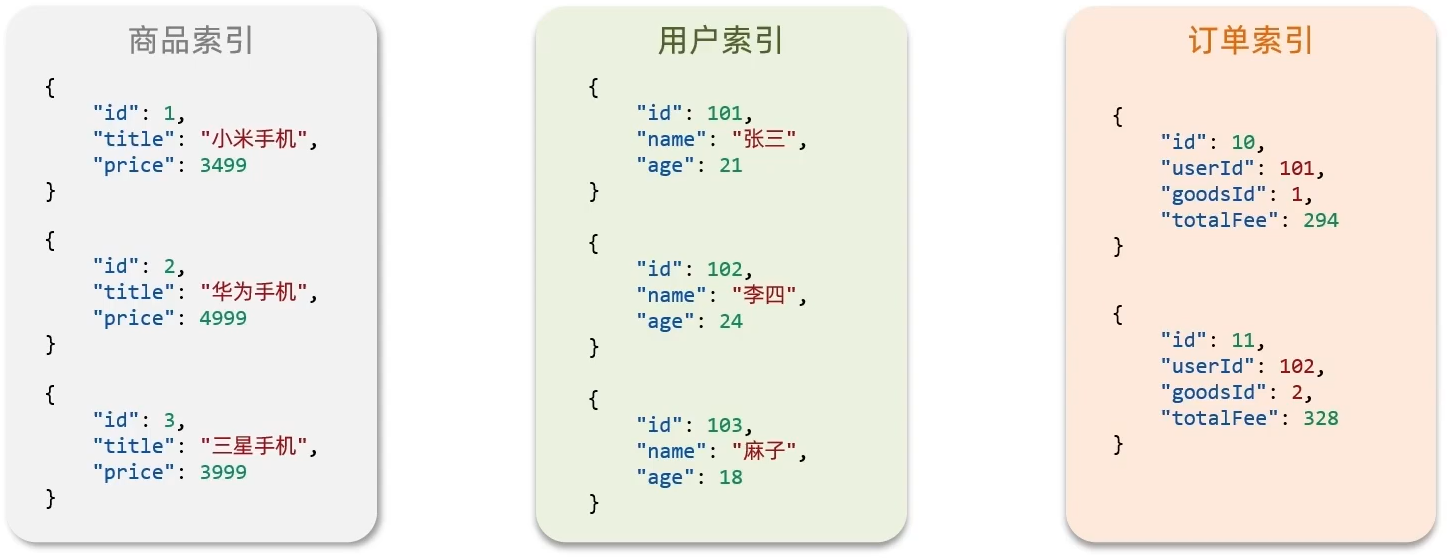 商品索引
{
    "id": 1,
    "title": "小米手机",
    "price": 3499
}
{
    "id": 2,
    "title": "华为手机",
    "price": 4999
}
{
    "id": 3,
    "title": "三星手机",
    "price": 3999
}
用户索引
{
    "id": 101,
    "name": "张三",
    "age": 21
}
{
    "id": 102,
    "name": "李四",
    "age": 24
}
{
    "id": 103,
    "name": "麻子",
    "age": 18
}
订单索引
{
    "id": 10,
    "userId": 101,
    "goodsId": 1,
    "totalFee": 294
}
{
    "id": 11,
    "userId": 102,
    "goodsId": 2,
    "totalFee": 328
}